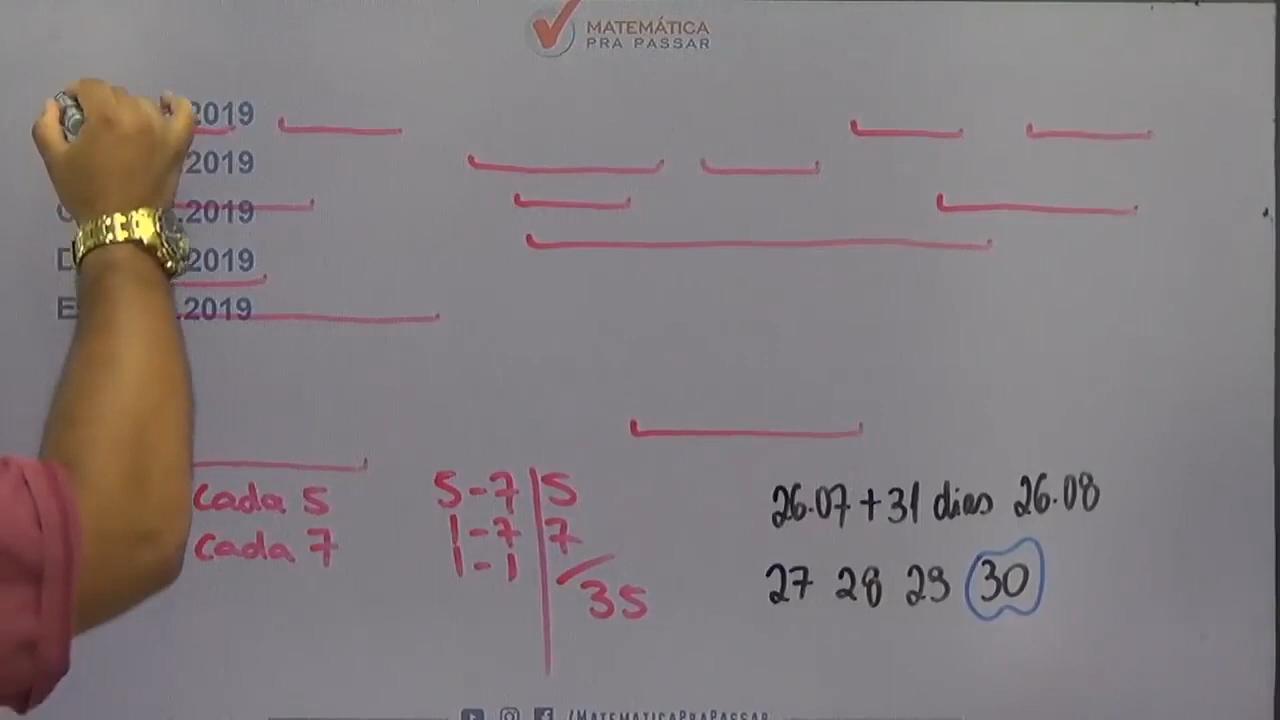 MATEMÁTICA
PRA PASSAR
2019
2019
.2019
D 2019
E .2019
cada 5
cada 7
5-7 5
1-7 7
1-1
35
26.07+31 dias 26.08
27 28 29 30
/MATEMATICAPRAPASSAR